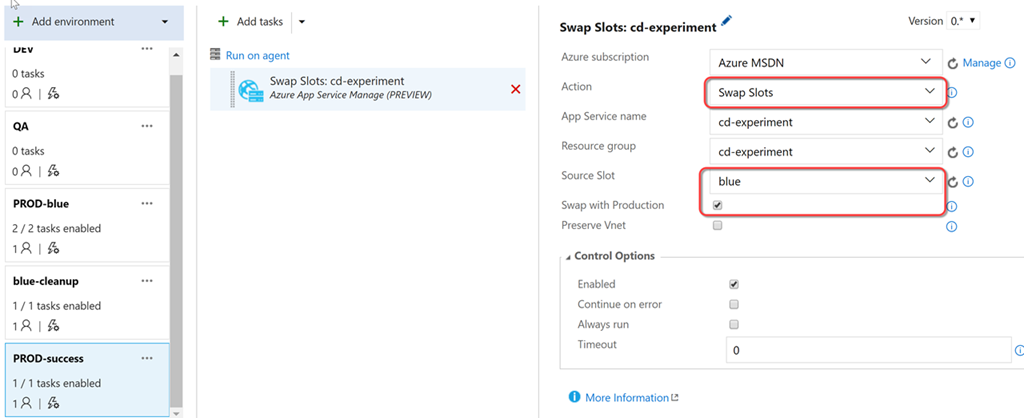 Add environment
DEV
0 tasks
0
QA
0 tasks
0
PROD-blue
2 / 2 tasks enabled
1
blue-cleanup
1 / 1 tasks enabled
1
PROD-success
1 / 1 tasks enabled
1
Add tasks
Run on agent
Swap Slots: cd-experiment
Azure App Service Manage (PREVIEW)
Swap Slots: cd-experiment
Version 0.*
Azure subscription
Azure MSDN
Manage
Action
Swap Slots
App Service name
cd-experiment
Resource group
cd-experiment
Source Slot
blue
Swap with Production
Preserve Vnet
Control Options
Enabled
Continue on error
Always run
Timeout
0
More Information